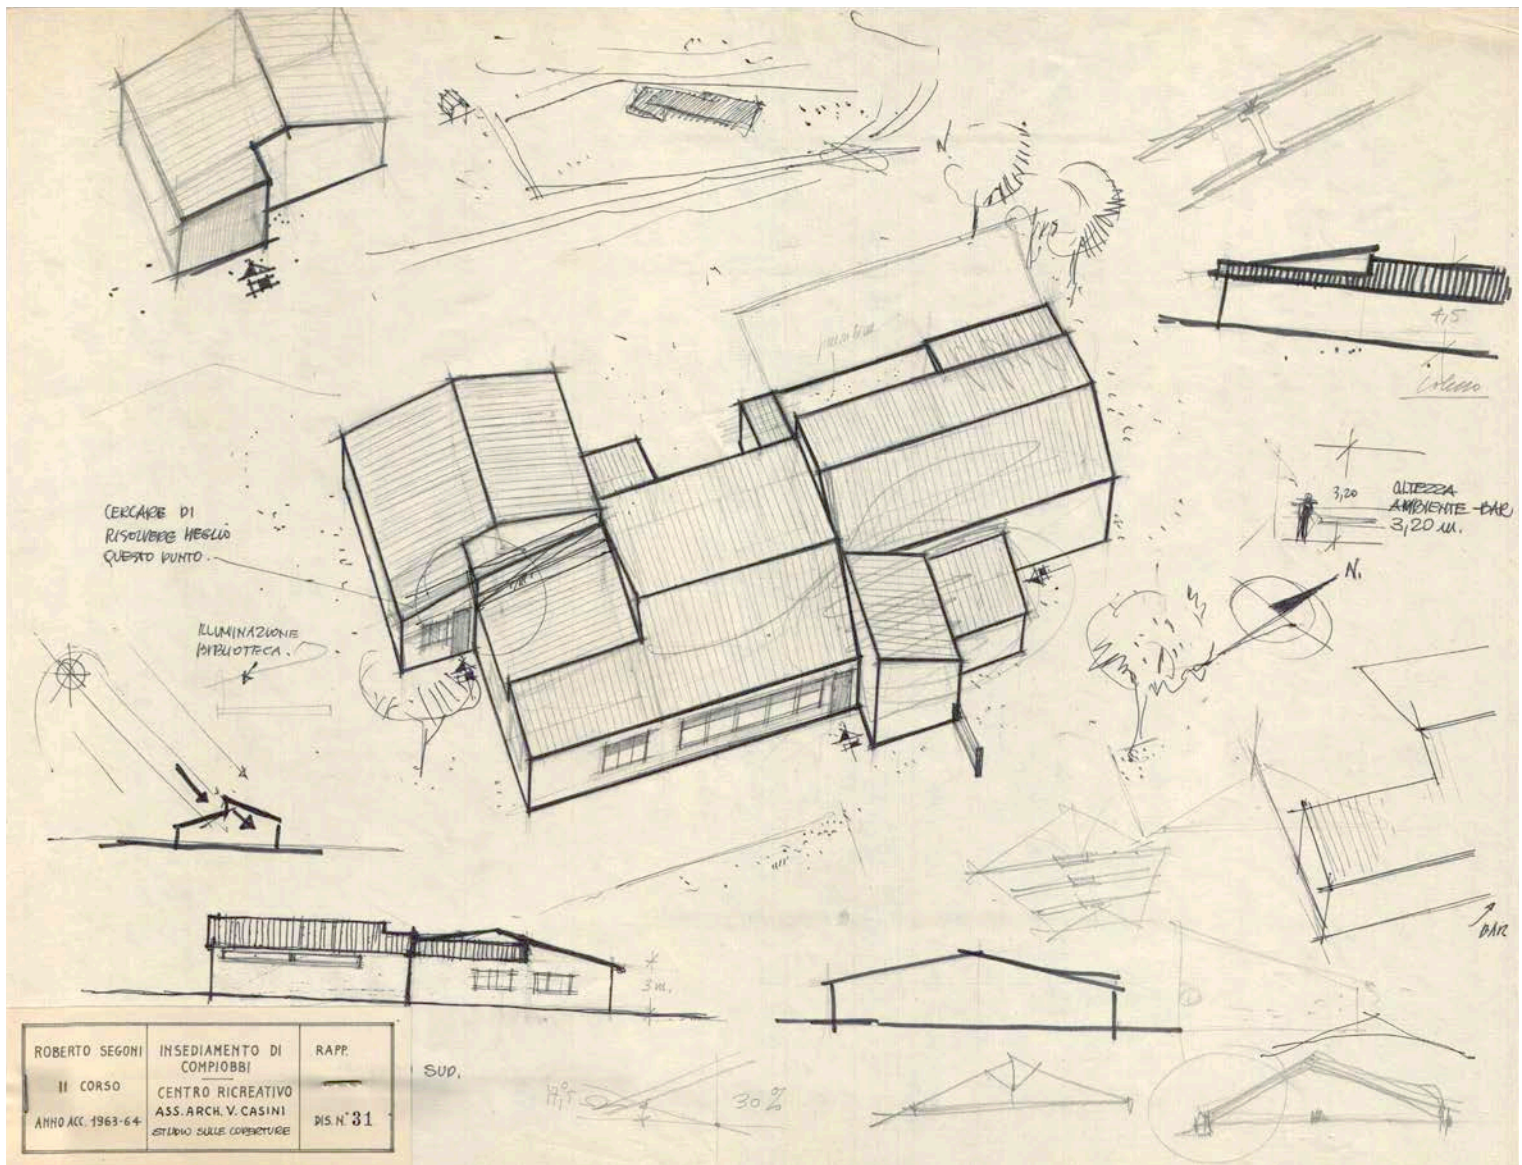 N.
4,5
3,20
ALTEZZA
AMBIENTE-BAR
3,20 m.
CERCARE DI
RISOLVERE MEGLIO
QUESTO PUNTO.
N.
ILLUMINAZIONE
BIBLIOTECA.
BAR
3 m.
SUD.
30%
ROBERTO SEGONI
II CORSO
ANNO ACC. 1963-64
INSEDIAMENTO DI
COMPIOBBI
CENTRO RICREATIVO
ASS. ARCH. V. CASINI
STUDIO SULLE COPERTURE
RAPP.
DIS. N° 31